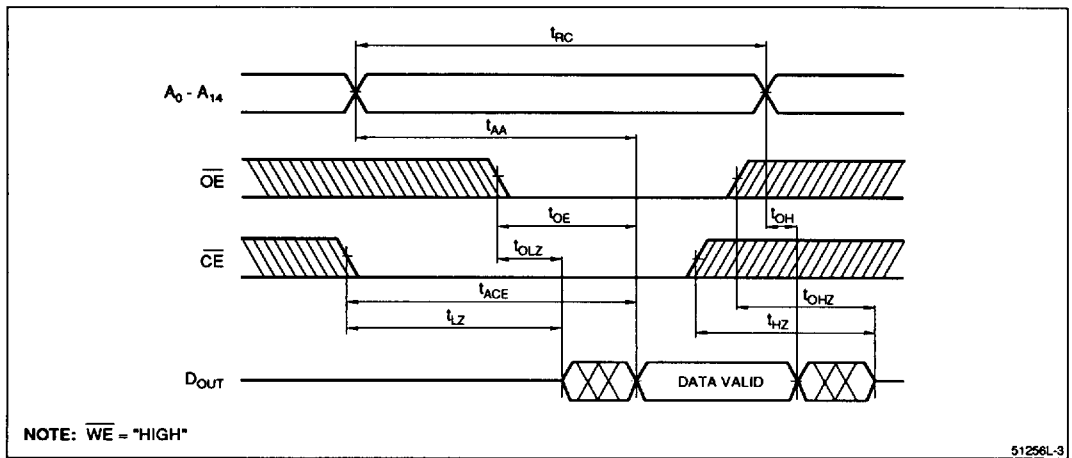 tRC
A0 - A14
tAA
OE
tOE
tOH
tOLZ
CE
tACE
tOHZ
tLZ
tHZ
DOUT
DATA VALID
NOTE: WE = "HIGH"
51256L-3